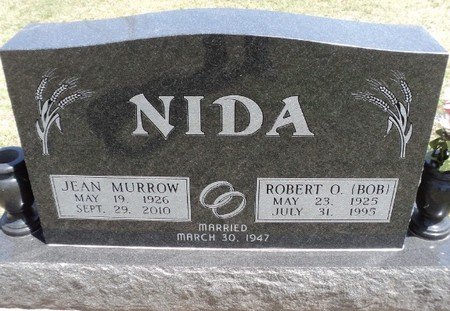 NIDA
JEAN MURROW
MAY 19, 1926
SEPT. 29, 2010
ROBERT O. (BOB)
MAY 23, 1925
JULY 31, 1995
MARRIED
MARCH 30, 1947